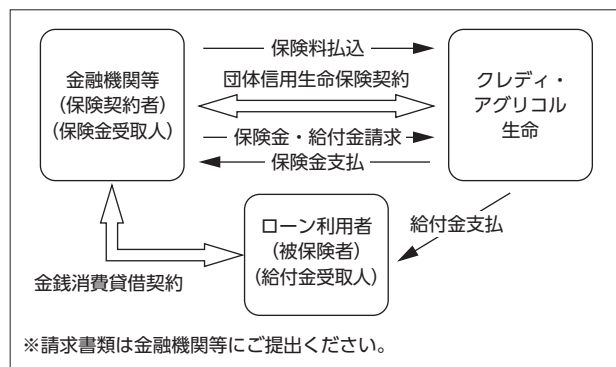 保険料払込
金融機関等
(保険契約者)
(保険金受取人)
団体信用生命保険契約
クレディ・
アグリコル
生命
保険金・給付金請求
保険金支払
ローン利用者
(被保険者)
(給付金受取人)
給付金支払
金銭消費貸借契約
※請求書類は金融機関等にご提出ください。